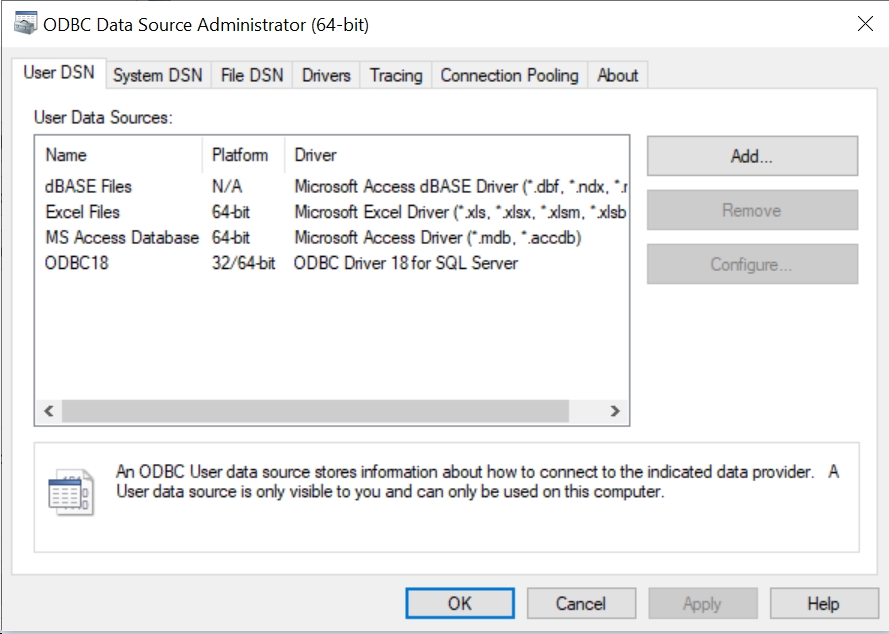 ODBC Data Source Administrator (64-bit)
User DSN System DSN File DSN Drivers Tracing Connection Pooling About
User Data Sources:
Name Platform Driver
dBASE Files N/A Microsoft Access dBASE Driver (*.dbf, *.ndx, *.r
Excel Files 64-bit Microsoft Excel Driver (*.xls, *.xlsx, *.xlsm, *.xlsb
MS Access Database 64-bit Microsoft Access Driver (*.mdb, *.accdb)
ODBC18 32/64-bit ODBC Driver 18 for SQL Server
Add...
Remove
Configure...
An ODBC User data source stores information about how to connect to the indicated data provider. A
User data source is only visible to you and can only be used on this computer.
OK Cancel Apply Help